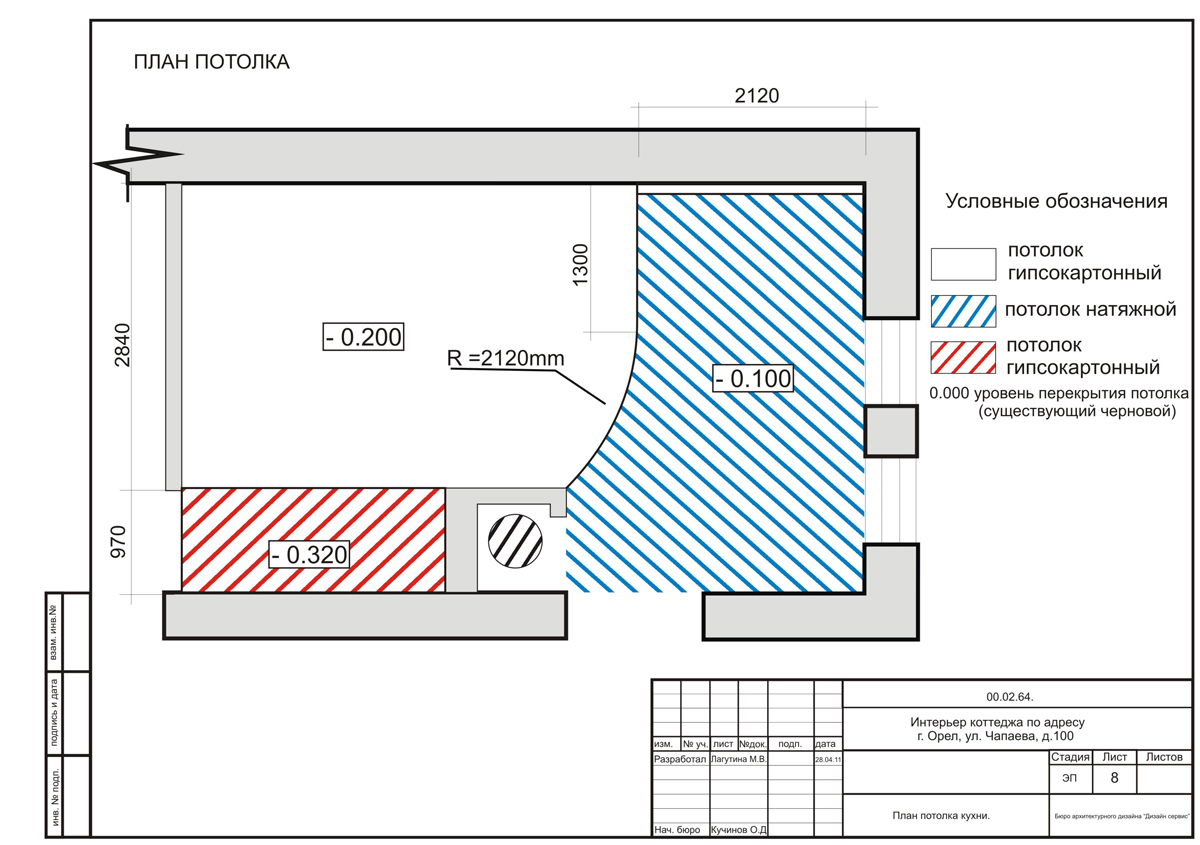 ПЛАН ПОТОЛКА
2120
Условные обозначения
потолок
гипсокартонный
потолок натяжной
потолок
гипсокартонный
0.000 уровень перекрытия потолка
(существующий черновой)
1300
2840
- 0.200
R =2120mm
- 0.100
970
- 0.320
взам. инв.№
подпись и дата
инв. № подл.
00.02.64.
Интерьер коттеджа по адресу
г. Орел, ул. Чапаева, д.100
изм. № уч. лист №док. подп. дата
Разработал Лагутина М.В. 28.04.11
Стадия Лист Листов
ЭП 8
План потолка кухни.
Бюро архитектурного дизайна "Дизайн сервис"
Нач. бюро Кучинов О.Д